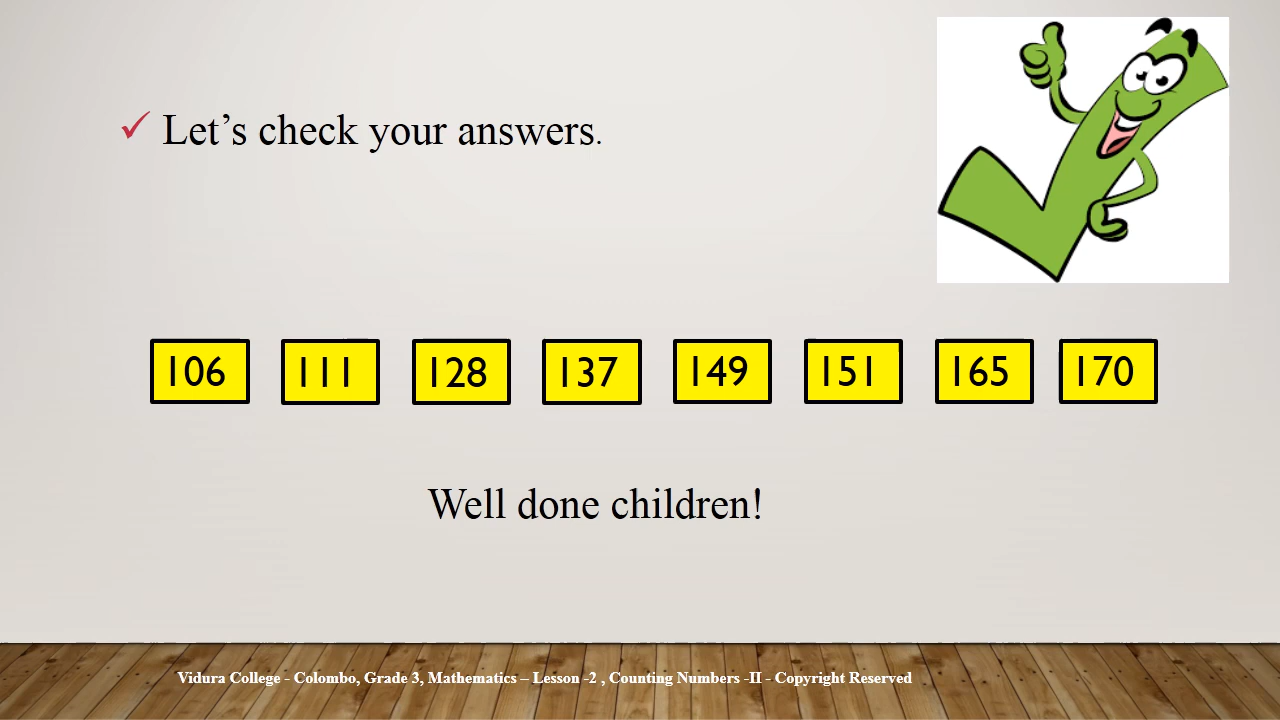 ✓ Let’s check your answers.
106 111 128 137 149 151 165 170
Well done children!
Vidura College - Colombo, Grade 3, Mathematics – Lesson -2 , Counting Numbers -II - Copyright Reserved